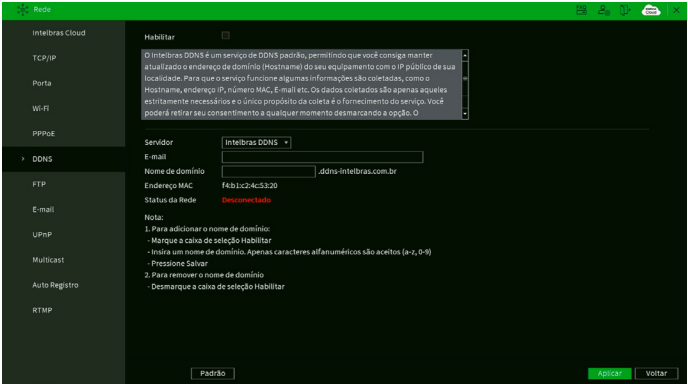 Rede
Intelbras Cloud
TCP/IP
Porta
Wi-Fi
PPPoE
DDNS
FTP
E-mail
UPnP
Multicast
Auto Registro
RTMP
Habilitar
O Intelbras DDNS é um serviço de DDNS padrão, permitindo que você consiga manter
atualizado o endereço de domínio (Hostname) do seu equipamento com o IP público de sua
localidade. Para que o serviço funcione algumas informações são coletadas, como o
Hostname, endereço IP, número MAC, E-mail etc. Os dados coletados são apenas aqueles
estritamente necessários e o único propósito da coleta é o fornecimento do serviço. Você
poderá retirar seu consentimento a qualquer momento desmarcando a opção. O
Servidor Intelbras DDNS
E-mail
Nome de domínio .ddns-intelbras.com.br
Endereço MAC f4:b1:c2:4c:53:20
Status da Rede Desconectado
Nota:
1. Para adicionar o nome de domínio:
- Marque a caixa de seleção Habilitar
- Insira um nome de domínio. Apenas caracteres alfanuméricos são aceitos (a-z, 0-9)
- Pressione Salvar
2. Para remover o nome de domínio
- Desmarque a caixa de seleção Habilitar
Padrão Aplicar Voltar